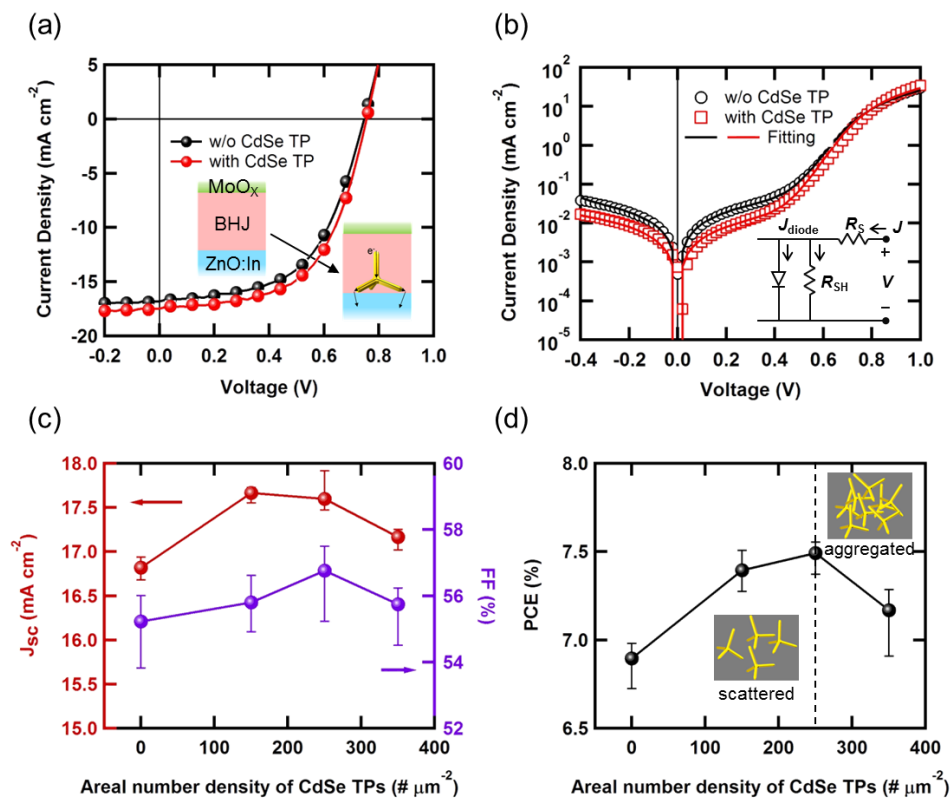 (a)
5
0
-5
-10
-15
-20
Current Density (mA cm⁻²)
w/o CdSe TP
with CdSe TP
MoOX
BHJ
ZnO:In
e⁻
-0.2 0.0 0.2 0.4 0.6 0.8 1.0
Voltage (V)
(b)
10²
10¹
10⁰
10⁻¹
10⁻²
10⁻³
10⁻⁴
10⁻⁵
Current Density (mA cm⁻²)
w/o CdSe TP
with CdSe TP
Fitting
Jdiode
RS
J
+
RSH
V
−
-0.4 -0.2 0.0 0.2 0.4 0.6 0.8 1.0
Voltage (V)
(c)
18.0
17.5
17.0
16.5
16.0
15.5
15.0
Jsc (mA cm⁻²)
60
58
56
54
52
FF (%)
0 100 200 300 400
Areal number density of CdSe TPs (# μm⁻²)
(d)
8.0
7.5
7.0
6.5
PCE (%)
aggregated
scattered
0 100 200 300 400
Areal number density of CdSe TPs (# μm⁻²)